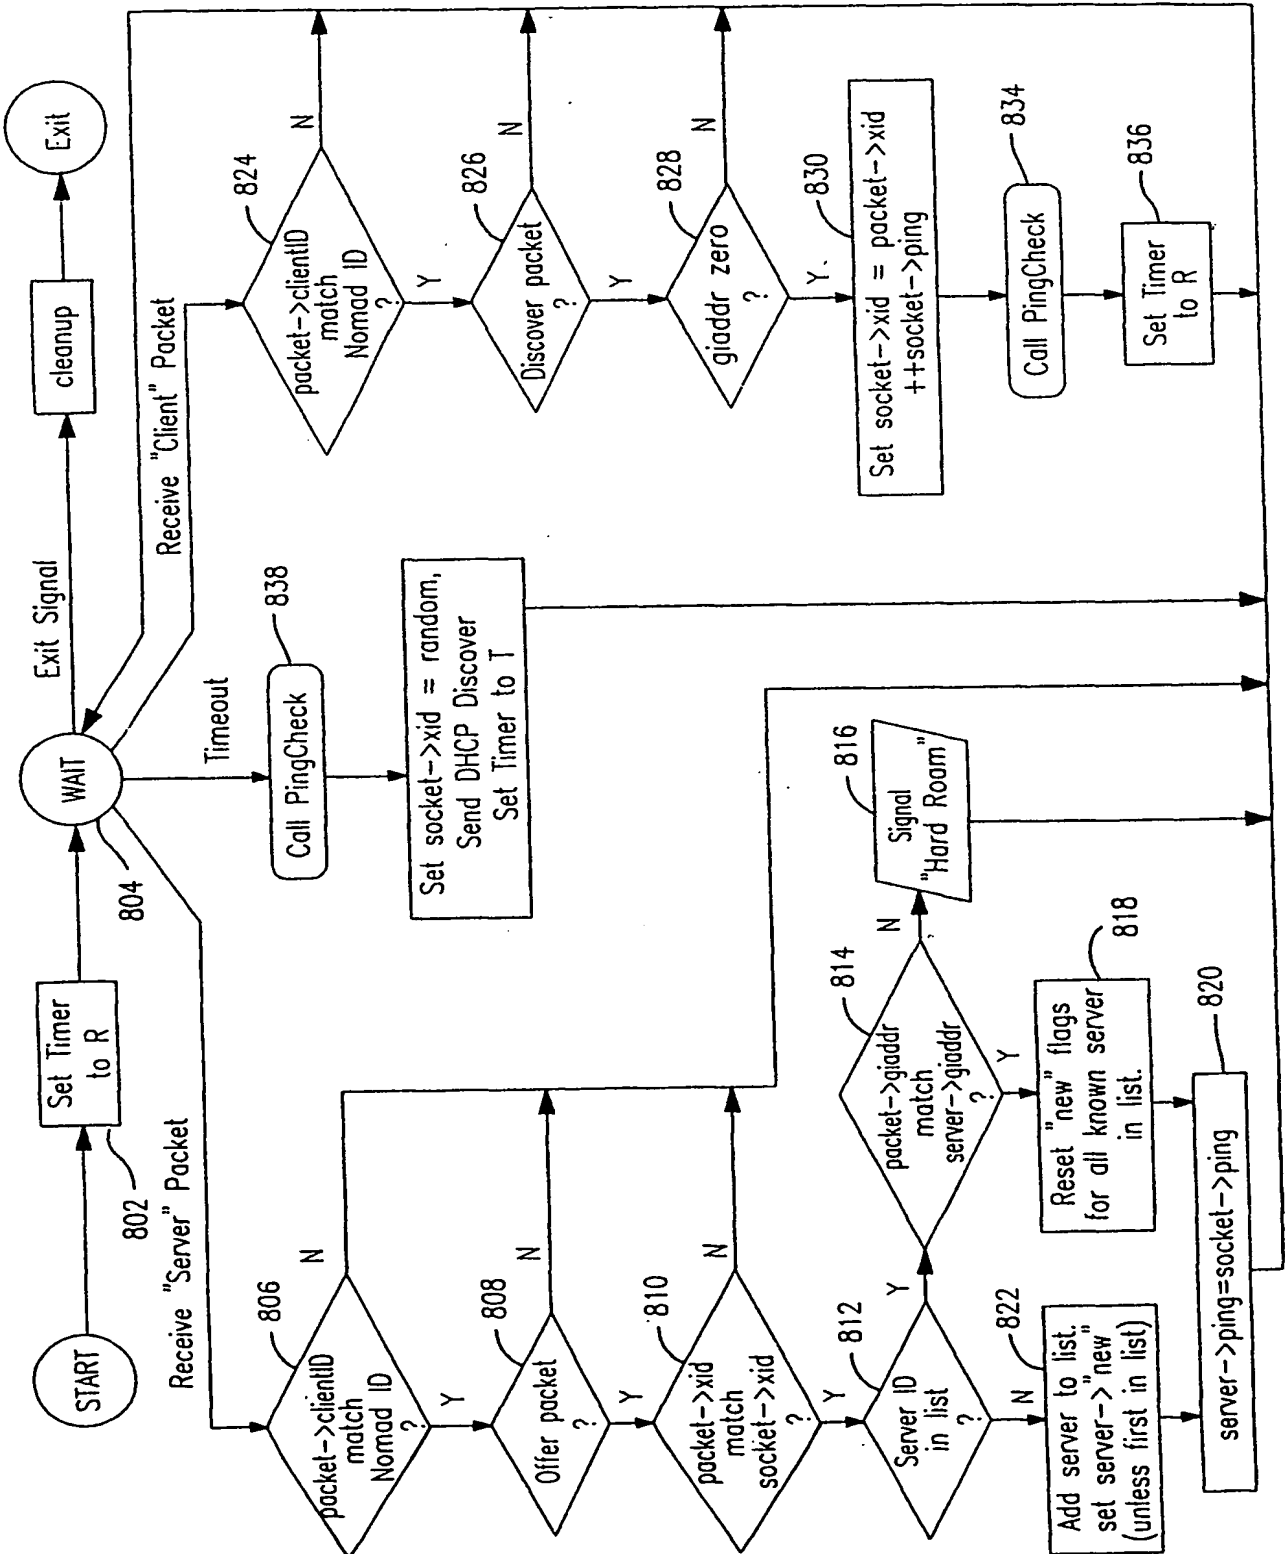 START
802
Set Timer
to R
804
WAIT
Exit Signal
cleanup
Exit
Receive "Server" Packet
Timeout
Receive "Client" Packet
806
packet->clientID
match
Nomad ID
?
N
Y
808
Offer packet
?
N
Y
810
packet->xid
match
socket->xid
?
N
Y
812
Server ID
in list
?
Y
N
814
packet->giaddr
match
server->giaddr
?
N
Y
816
Signal
"Hard Roam"
818
Reset "new" flags
for all known server
in list.
822
Add server to list.
set server->"new"
(unless first in list)
820
server->ping=socket->ping
838
Call PingCheck
Set socket->xid = random,
Send DHCP Discover
Set Timer to T
824
packet->clientID
match
Nomad ID
?
N
Y
826
Discover packet
?
N
Y
828
giaddr zero
?
N
Y
830
Set socket->xid = packet->xid
++socket->ping
834
Call PingCheck
836
Set Timer
to R